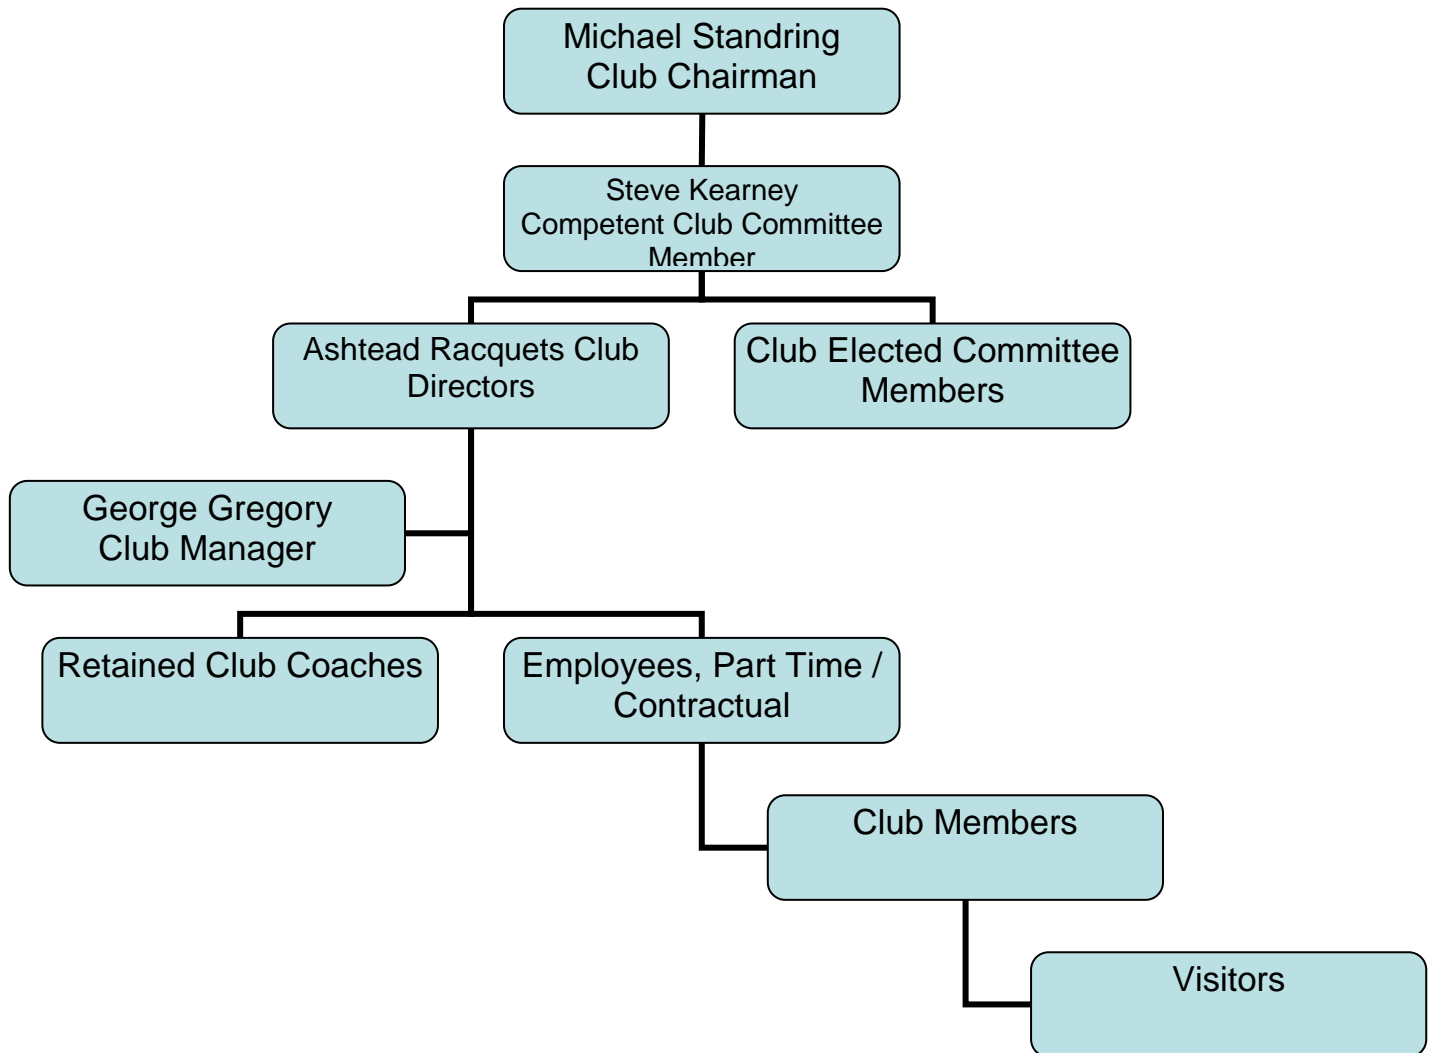 Michael Standring
Club Chairman
Steve Kearney
Competent Club Committee
Member
Ashtead Racquets Club
Directors
Club Elected Committee
Members
George Gregory
Club Manager
Retained Club Coaches
Employees, Part Time /
Contractual
Club Members
Visitors